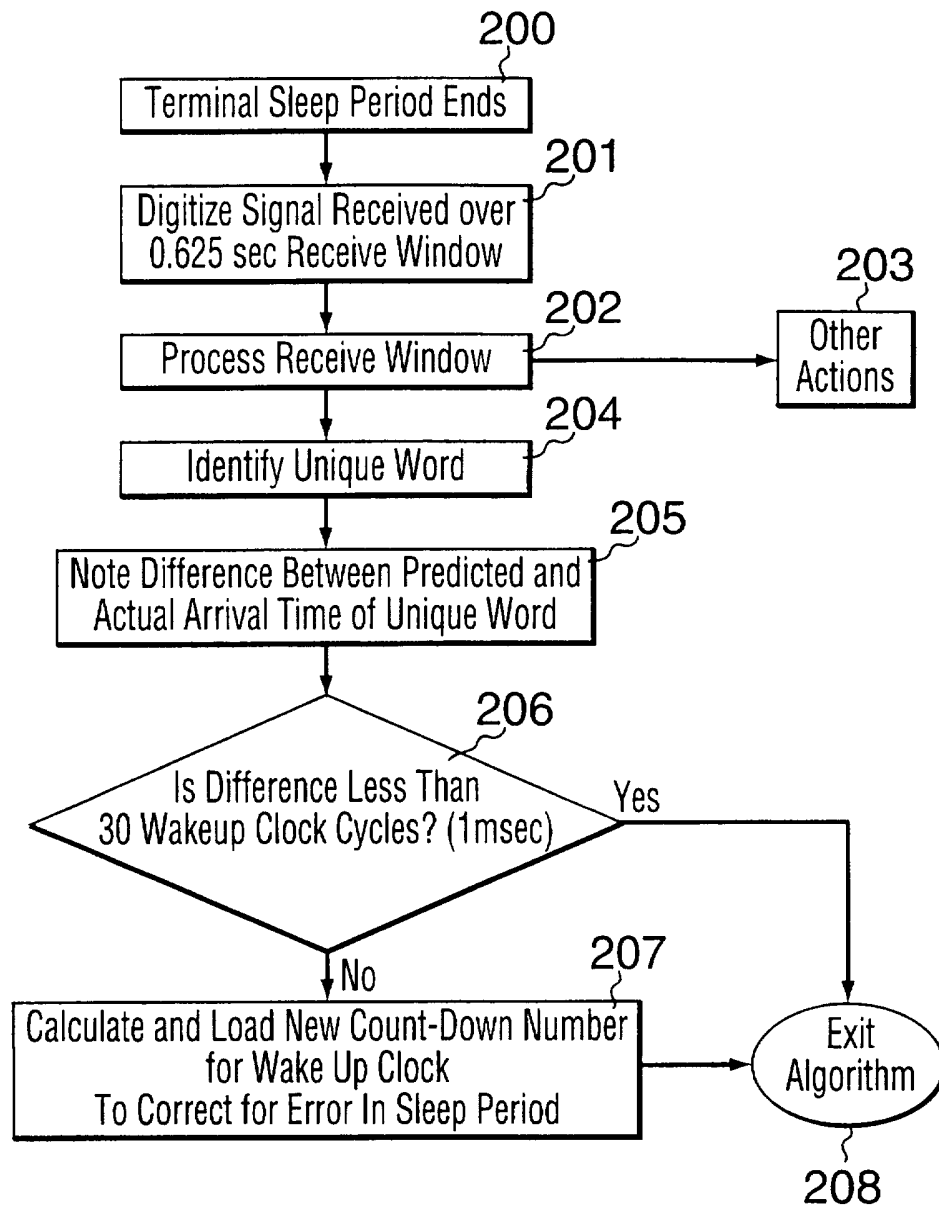 200
Terminal Sleep Period Ends
201
Digitize Signal Received over
0.625 sec Receive Window
202
Process Receive Window
203
Other
Actions
204
Identify Unique Word
205
Note Difference Between Predicted and
Actual Arrival Time of Unique Word
206
Is Difference Less Than
30 Wakeup Clock Cycles? (1msec)
Yes
No
207
Calculate and Load New Count-Down Number
for Wake Up Clock
To Correct for Error In Sleep Period
Exit
Algorithm
208